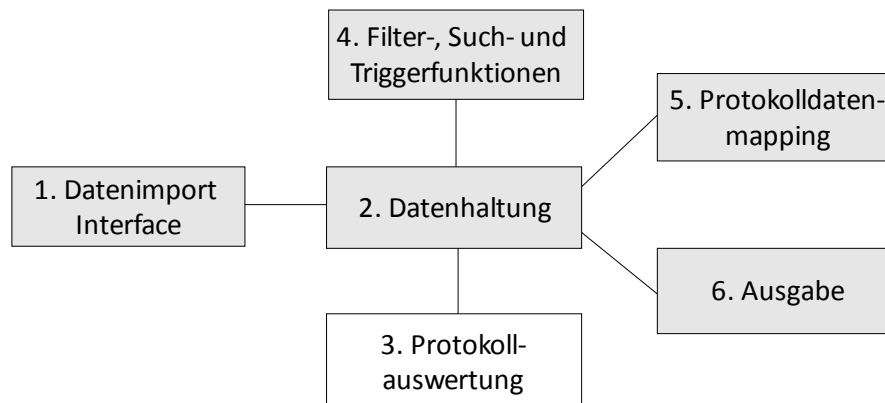 4. Filter-, Such- und
Triggerfunktionen
5. Protokolldaten-
mapping
1. Datenimport
Interface
2. Datenhaltung
6. Ausgabe
3. Protokoll-
auswertung